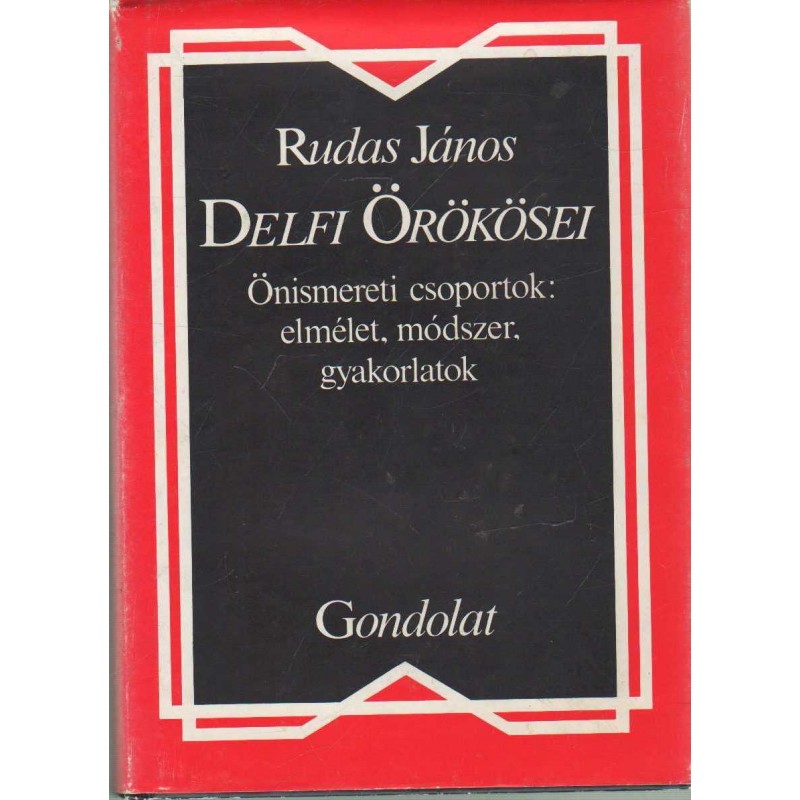 Rudas János
DELFI ÖRÖKÖSEI
Önismereti csoportok:
elmélet, módszer,
gyakorlatok
Gondolat